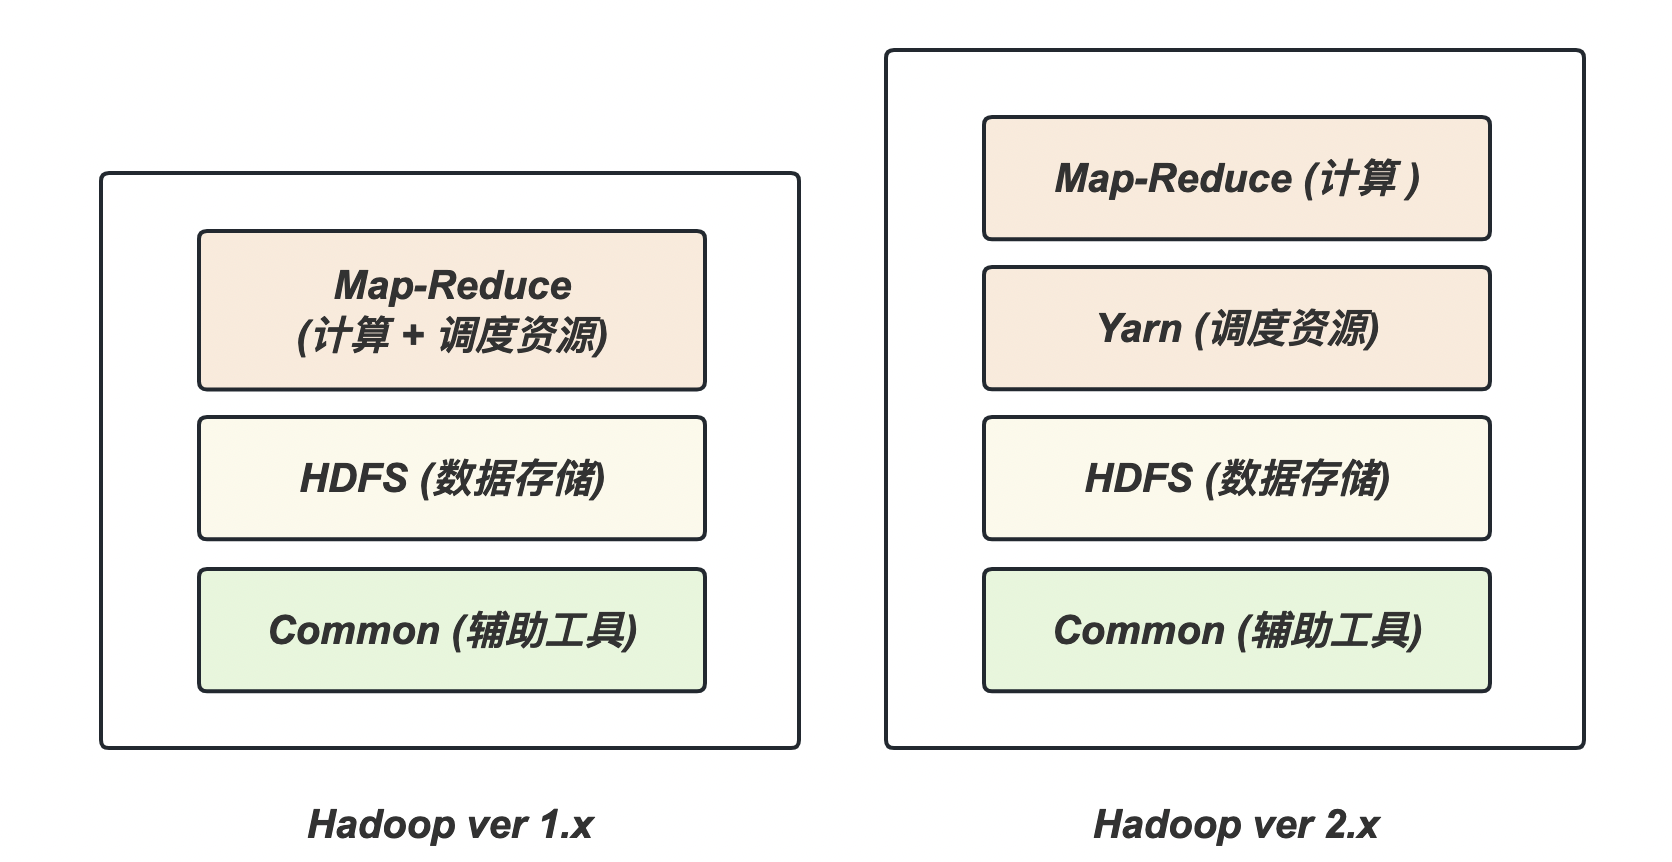 Map-Reduce
(计算 + 调度资源)
HDFS (数据存储)
Common (辅助工具)
Hadoop ver 1.x
Map-Reduce (计算 )
Yarn (调度资源)
HDFS (数据存储)
Common (辅助工具)
Hadoop ver 2.x